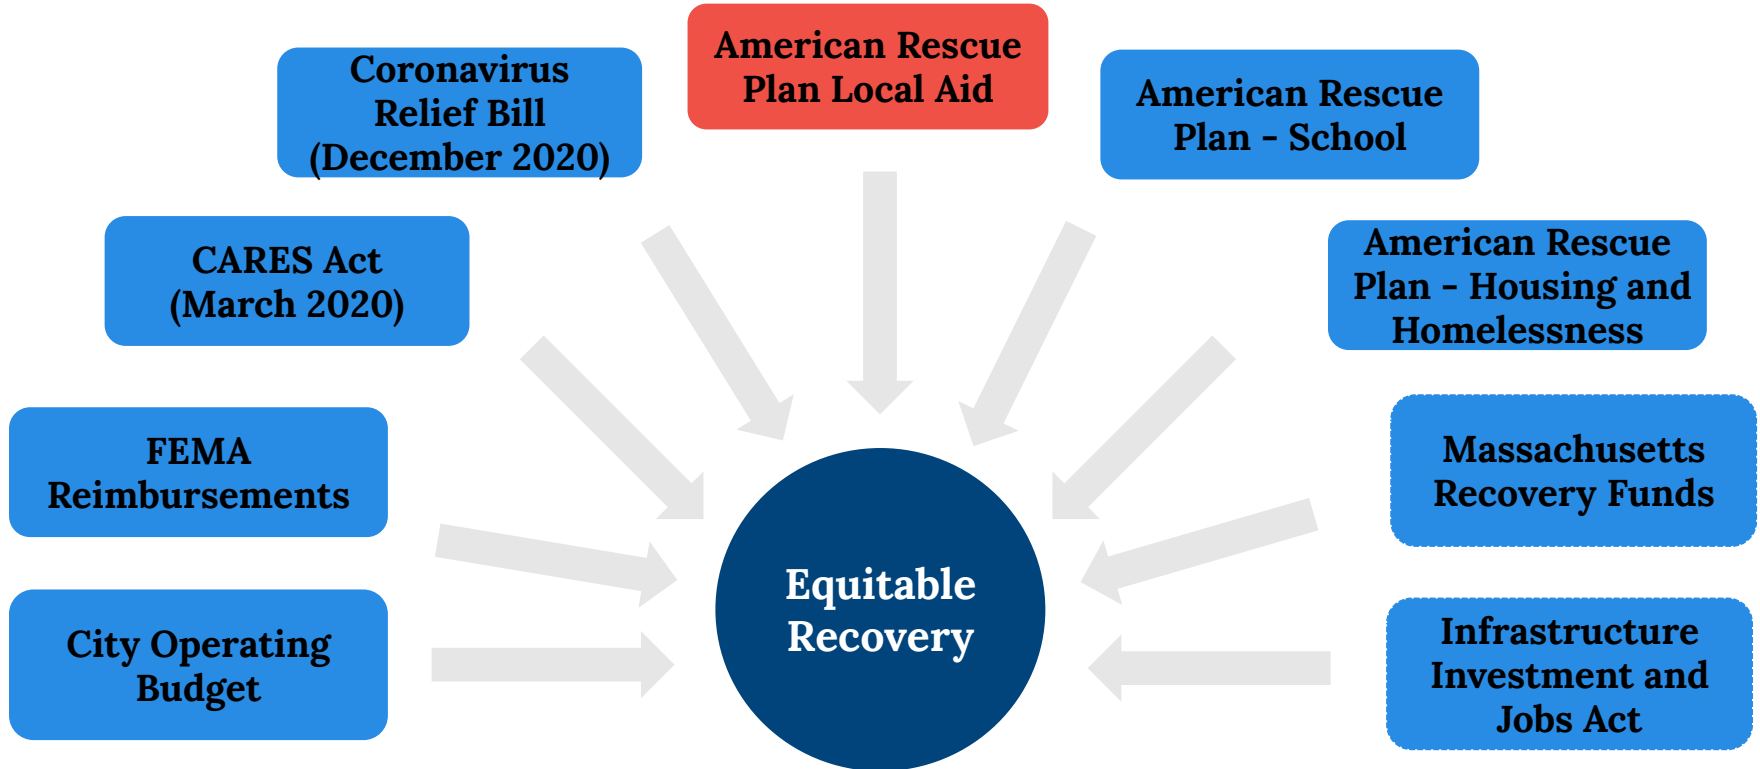 American Rescue
Plan Local Aid
Coronavirus
Relief Bill
(December 2020)
American Rescue
Plan - School
CARES Act
(March 2020)
American Rescue
Plan - Housing and
Homelessness
FEMA
Reimbursements
Massachusetts
Recovery Funds
City Operating
Budget
Equitable
Recovery
Infrastructure
Investment and
Jobs Act